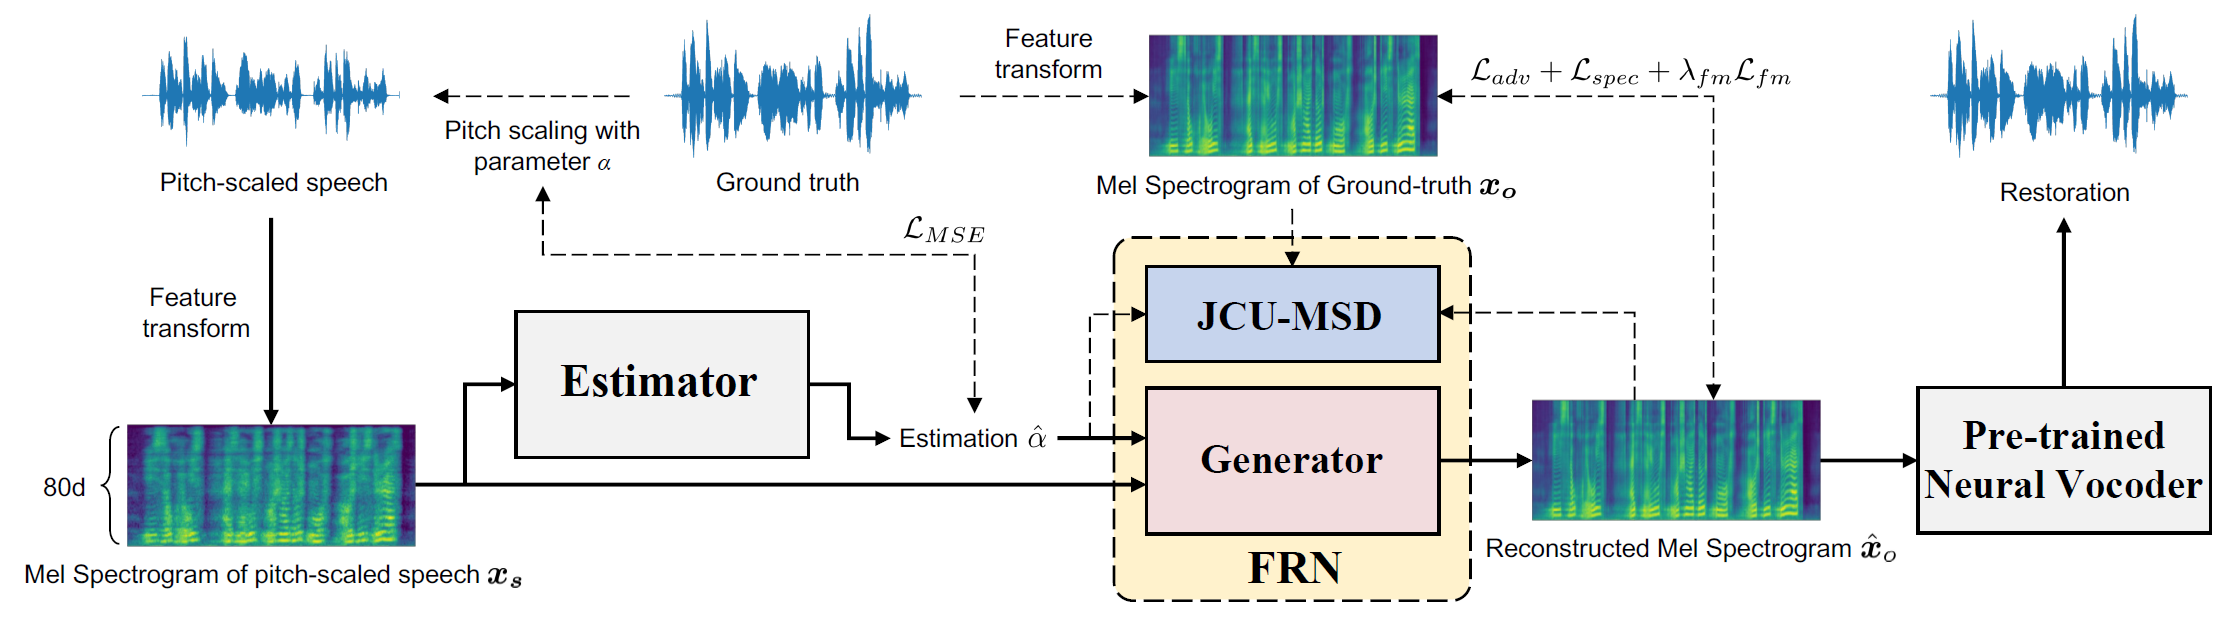 Feature
transform
$\mathcal{L}_{adv} + \mathcal{L}_{spec} + \lambda_{fm}\mathcal{L}_{fm}$
Pitch scaling with
parameter $\alpha$
Pitch-scaled speech
Ground truth
Mel Spectrogram of Ground-truth $\boldsymbol{x_o}$
Restoration
$\mathcal{L}_{MSE}$
Feature
transform
JCU-MSD
Estimator
Estimation $\hat{\alpha}$
Generator
Pre-trained
Neural Vocoder
80d
Reconstructed Mel Spectrogram $\hat{\boldsymbol{x}}_o$
FRN
Mel Spectrogram of pitch-scaled speech $\boldsymbol{x_s}$